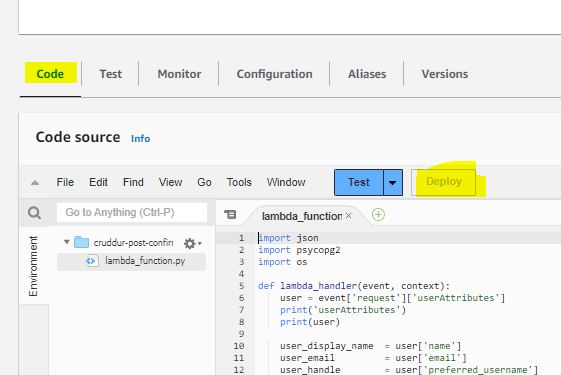 Code Test Monitor Configuration Aliases Versions
Code source Info
File Edit Find View Go Tools Window Test Deploy
Go to Anything (Ctrl-P) lambda_function ×
Environment
cruddur-post-confirm
lambda_function.py
1 import json
2 import psycopg2
3 import os
4
5 def lambda_handler(event, context):
6 user = event['request']['userAttributes']
7 print('userAttributes')
8 print(user)
9
10 user_display_name = user['name']
11 user_email = user['email']
12 user_handle = user['preferred_username']